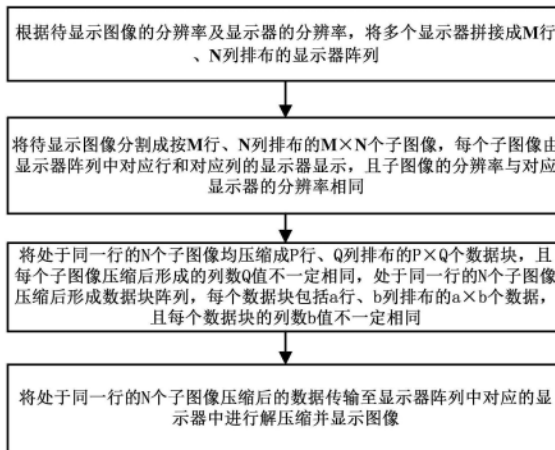 根据待显示图像的分辨率及显示器的分辨率，将多个显示器拼接成M行
、N列排布的显示器阵列
将待显示图像分割成按M行、N列排布的M×N个子图像，每个子图像由
显示器阵列中对应行和对应列的显示器显示，且子图像的分辨率与对应
显示器的分辨率相同
将处于同一行的N个子图像均压缩成P行、Q列排布的P×Q个数据块，且
每个子图像压缩后形成的列数Q值不一定相同，处于同一行的N个子图像
压缩后形成数据块阵列，每个数据块包括a行、b列排布的a×b个数据，
且每个数据块的列数b值不一定相同
将处于同一行的N个子图像压缩后的数据传输至显示器阵列中对应的显
示器中进行解压缩并显示图像